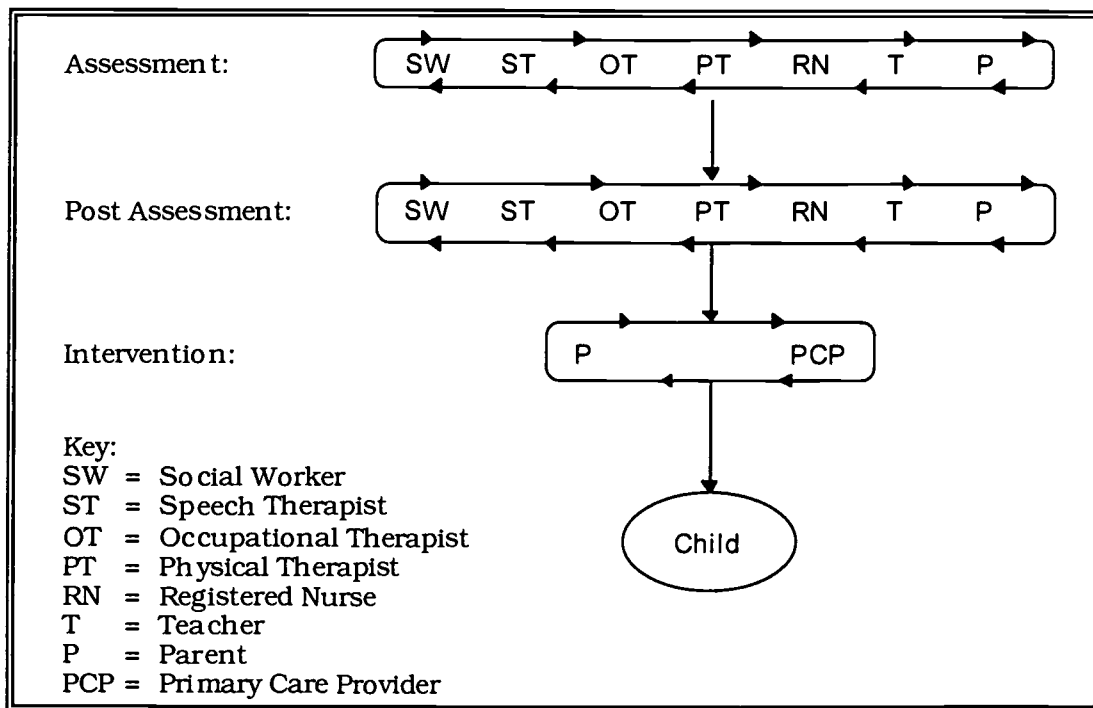 Assessment: SW ST OT PT RN T P
Post Assessment: SW ST OT PT RN T P
Intervention: P PCP
Child
Key:
SW = Social Worker
ST = Speech Therapist
OT = Occupational Therapist
PT = Physical Therapist
RN = Registered Nurse
T = Teacher
P = Parent
PCP = Primary Care Provider